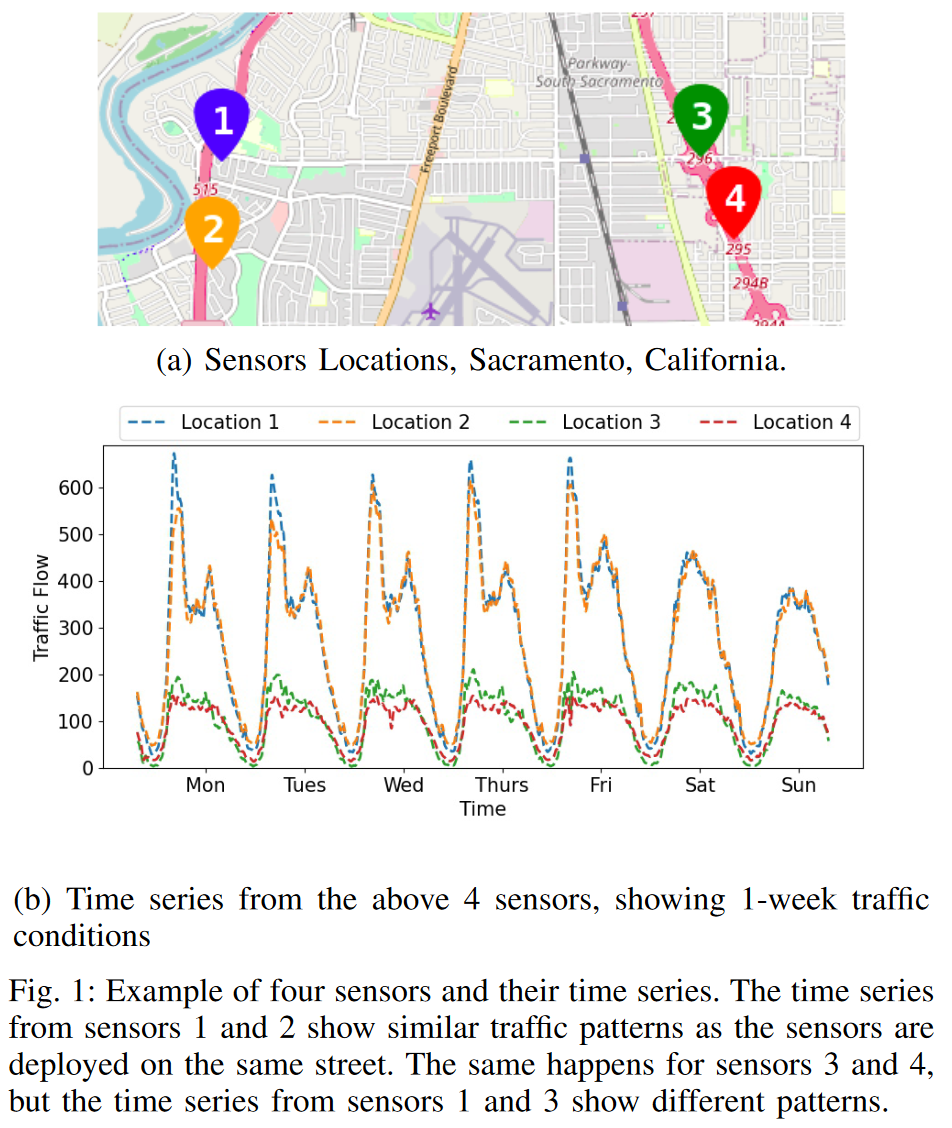 Parkway-
South Sacramento
Freeport Boulevard
1
2
3
4
515
296
295
294B
(a) Sensors Locations, Sacramento, California.
Location 1 Location 2 Location 3 Location 4
Traffic Flow
600
500
400
300
200
100
0
Mon Tues Wed Thurs Fri Sat Sun
Time
(b) Time series from the above 4 sensors, showing 1-week traffic
conditions
Fig. 1: Example of four sensors and their time series. The time series
from sensors 1 and 2 show similar traffic patterns as the sensors are
deployed on the same street. The same happens for sensors 3 and 4,
but the time series from sensors 1 and 3 show different patterns.